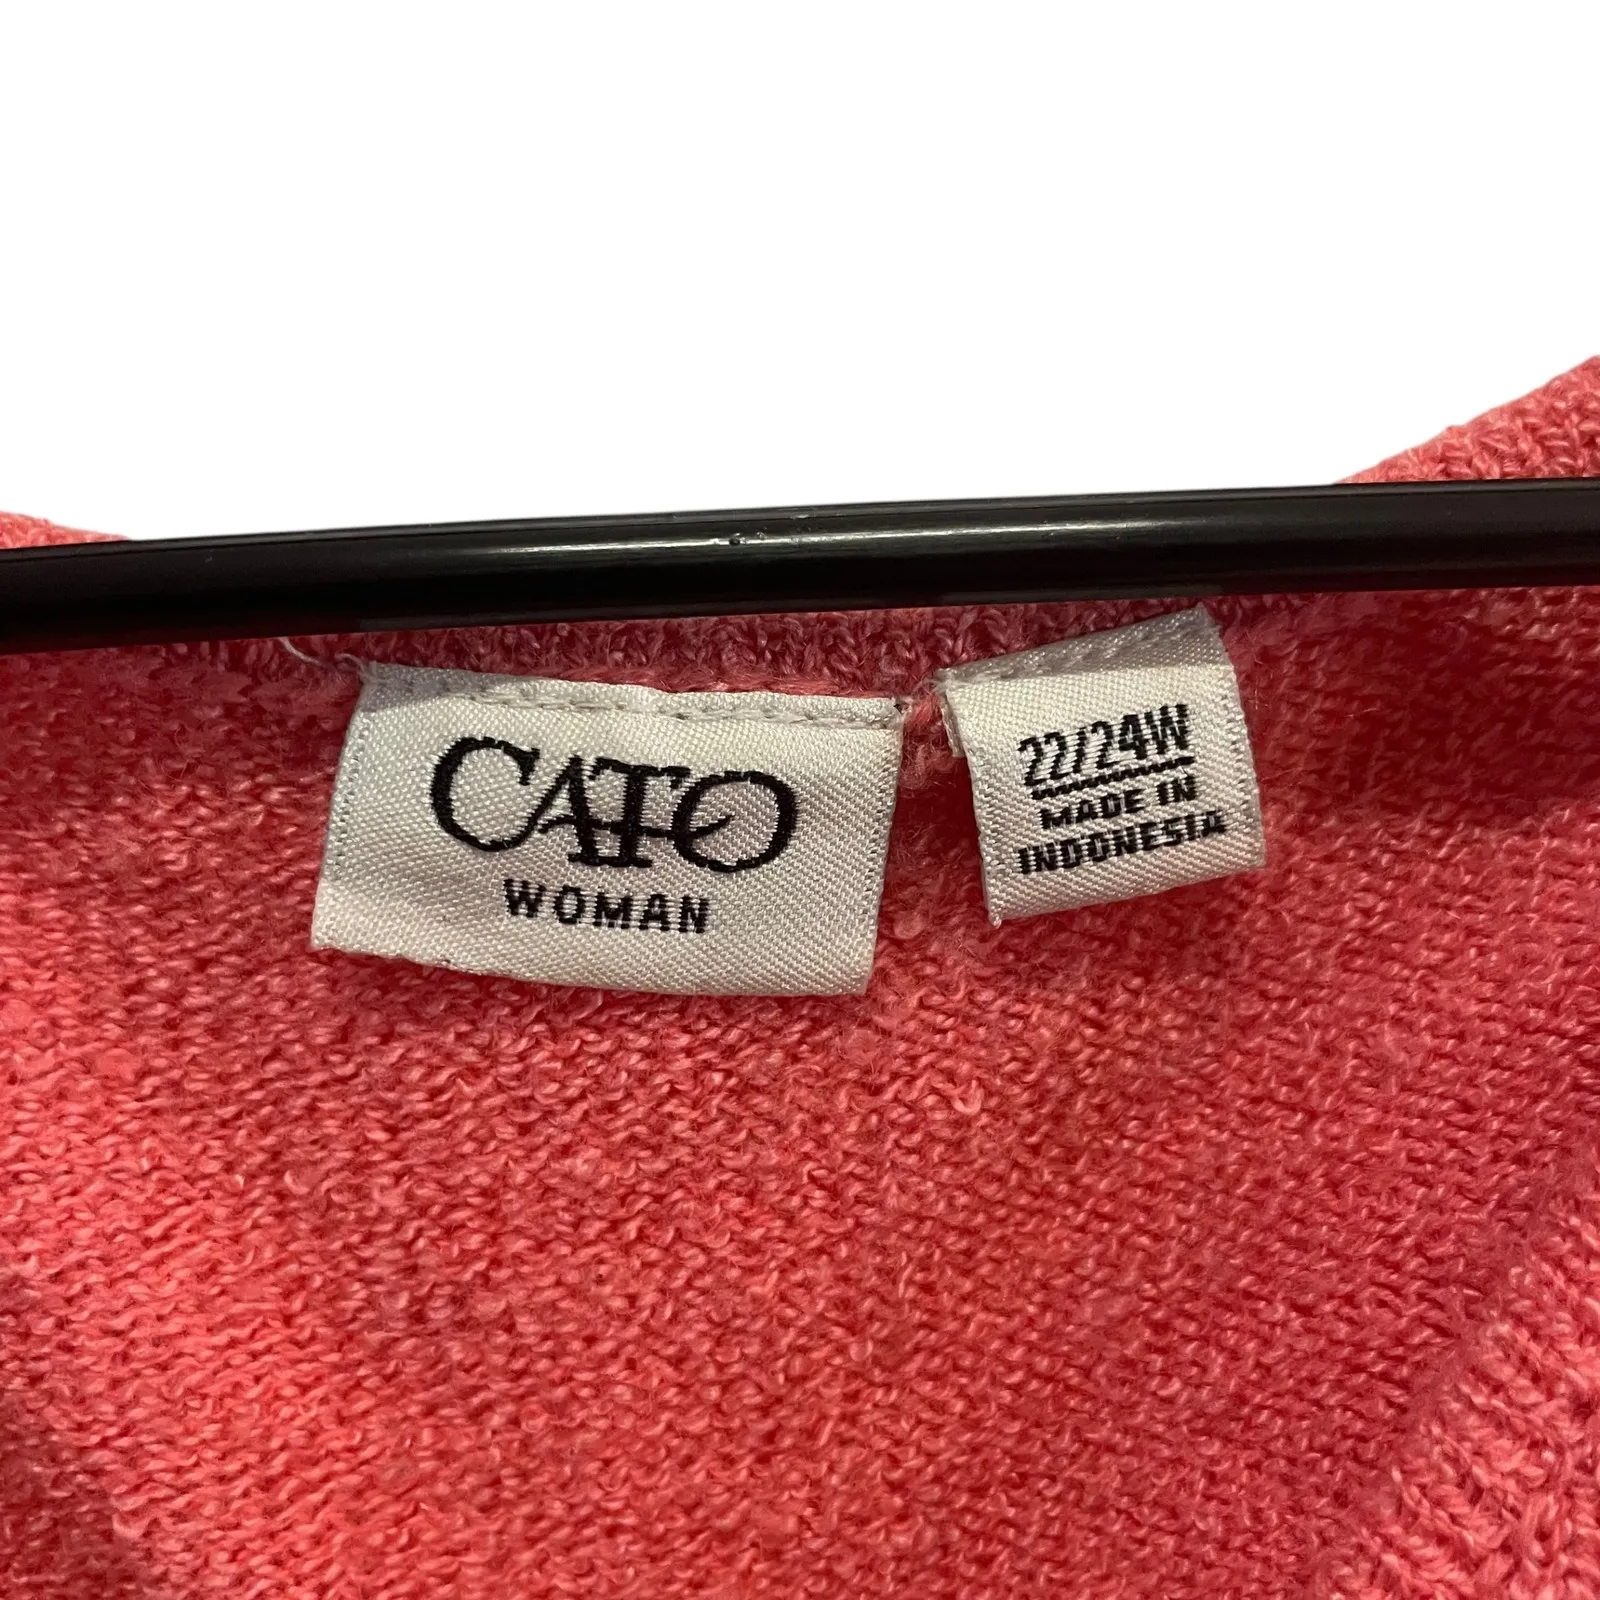 CATO
WOMAN
22/24W
MADE IN
INDONESIA